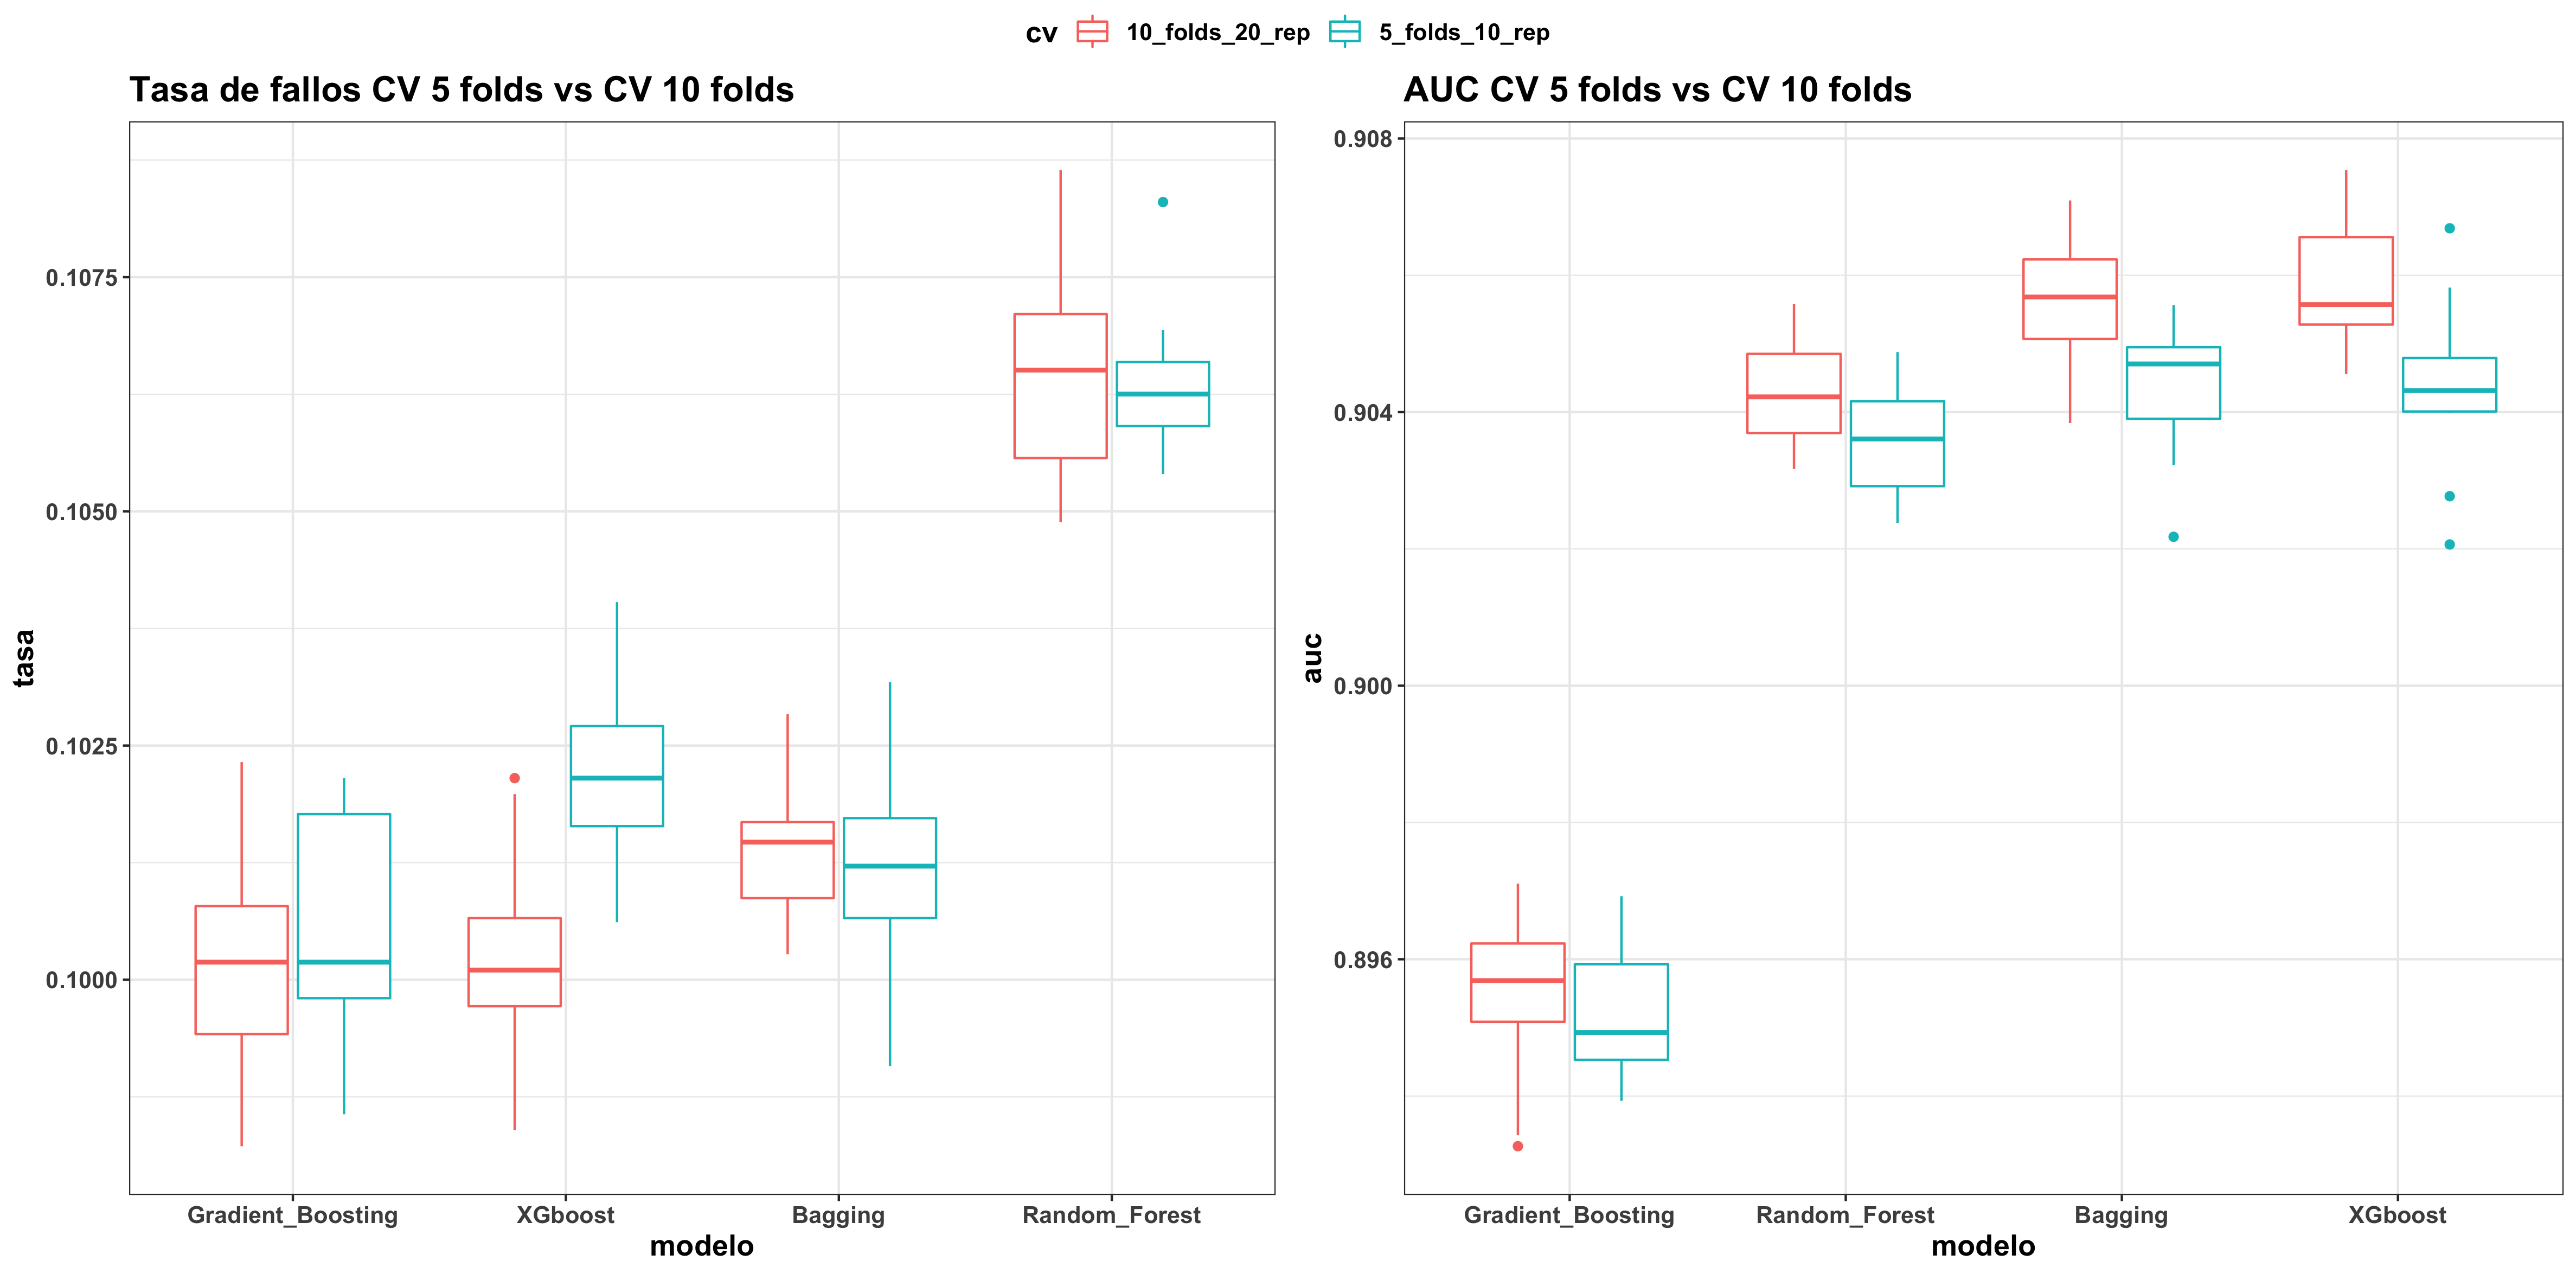 cv 10_folds_20_rep 5_folds_10_rep
Tasa de fallos CV 5 folds vs CV 10 folds
tasa
0.1075
0.1050
0.1025
0.1000
Gradient_Boosting XGboost Bagging Random_Forest
modelo
AUC CV 5 folds vs CV 10 folds
auc
0.908
0.904
0.900
0.896
Gradient_Boosting Random_Forest Bagging XGboost
modelo